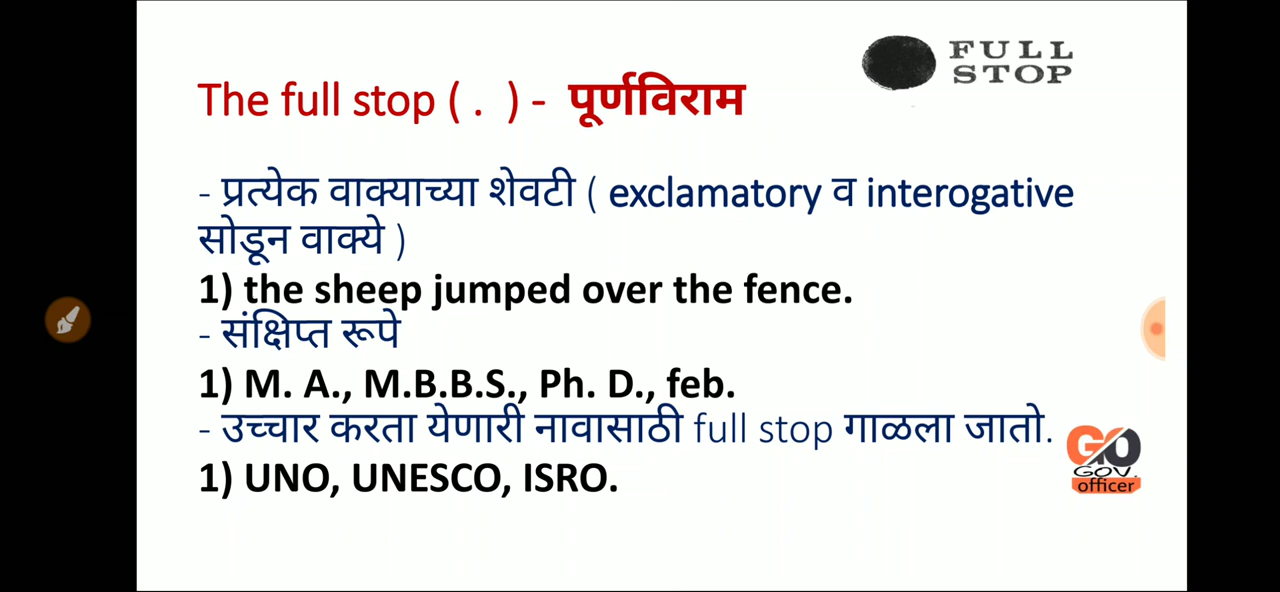 FULL
STOP
The full stop ( . ) - पूर्णविराम
- प्रत्येक वाक्याच्या शेवटी ( exclamatory व interogative
सोडून वाक्ये )
1) the sheep jumped over the fence.
- संक्षिप्त रूपे
1) M. A., M.B.B.S., Ph. D., feb.
- उच्चार करता येणारी नावासाठी full stop गाळला जातो.
1) UNO, UNESCO, ISRO.
GO
GOV.
officer